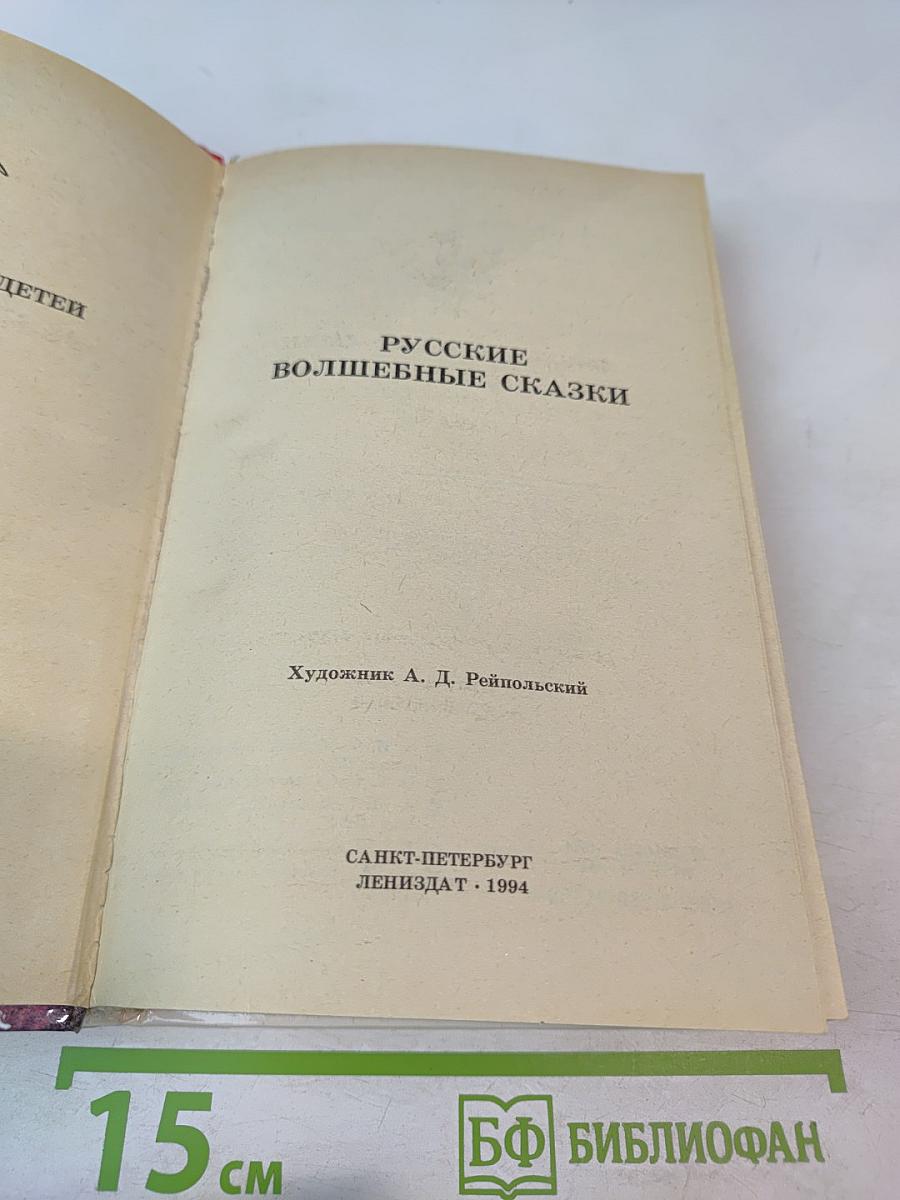 ДЕТЕЙ
РУССКИЕ
ВОЛШЕБНЫЕ СКАЗКИ
Художник А. Д. Рейпольский
САНКТ-ПЕТЕРБУРГ
ЛЕНИЗДАТ · 1994
15 см
БФ БИБЛИОФАН